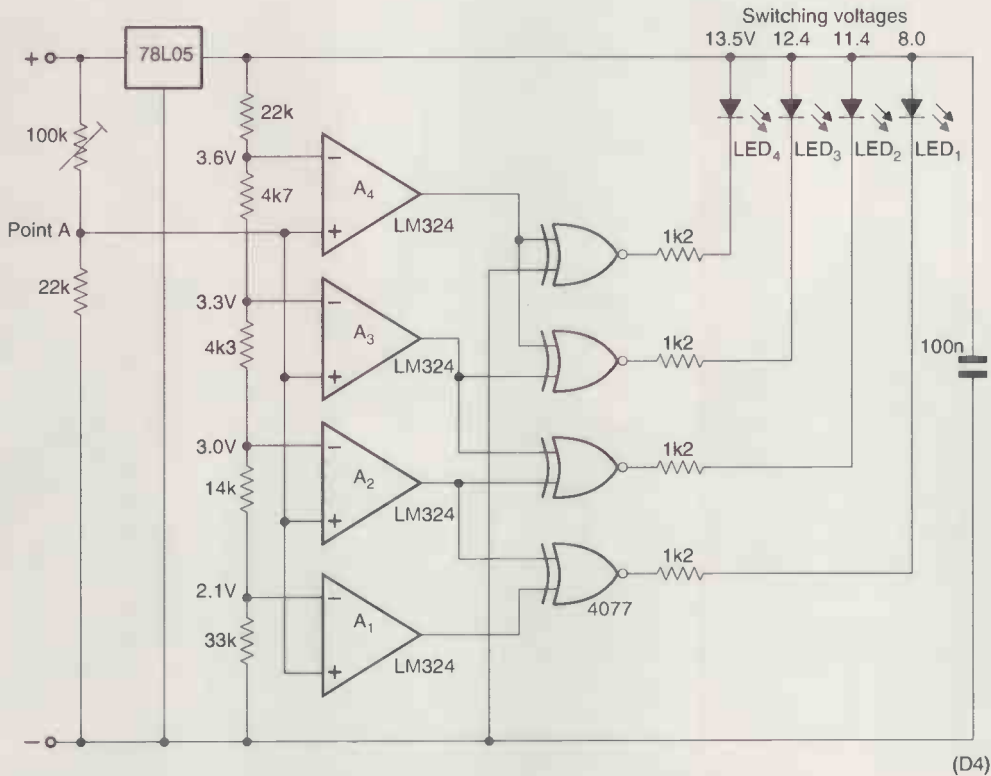 Switching voltages
13.5V 12.4 11.4 8.0
+
78L05
22k
100k
LED4 LED3 LED2 LED1
3.6V
−
A4
4k7
LM324
Point A
+
1k2
22k
3.3V
−
A3
4k3
LM324
+
1k2
100n
3.0V
−
A2
14k
LM324
+
1k2
2.1V
−
A1
33k
LM324
+
1k2
4077
−
(D4)